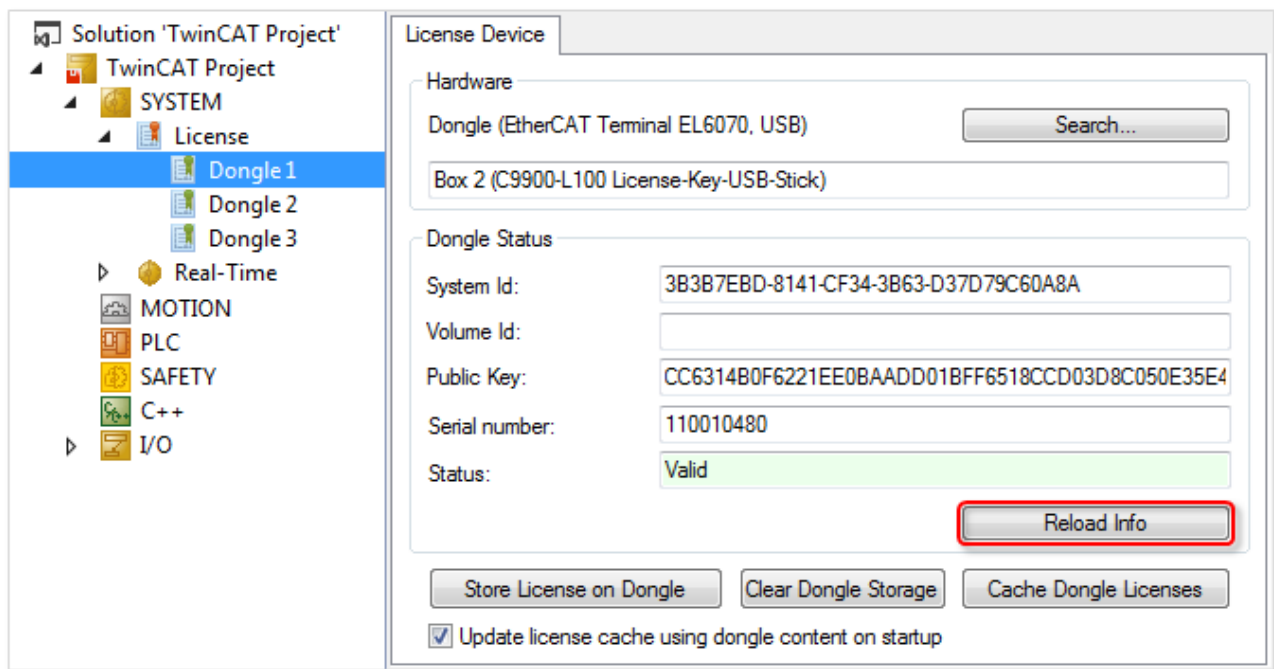 Solution 'TwinCAT Project'
TwinCAT Project
SYSTEM
License
Dongle 1
Dongle 2
Dongle 3
Real-Time
MOTION
PLC
SAFETY
C++
I/O
License Device
Hardware
Dongle (EtherCAT Terminal EL6070, USB)
Search...
Box 2 (C9900-L100 License-Key-USB-Stick)
Dongle Status
System Id: 3B3B7EBD-8141-CF34-3B63-D37D79C60A8A
Volume Id:
Public Key: CC6314B0F6221EE0BAADD01BFF6518CCD03D8C050E35E4
Serial number: 110010480
Status: Valid
Reload Info
Store License on Dongle
Clear Dongle Storage
Cache Dongle Licenses
Update license cache using dongle content on startup